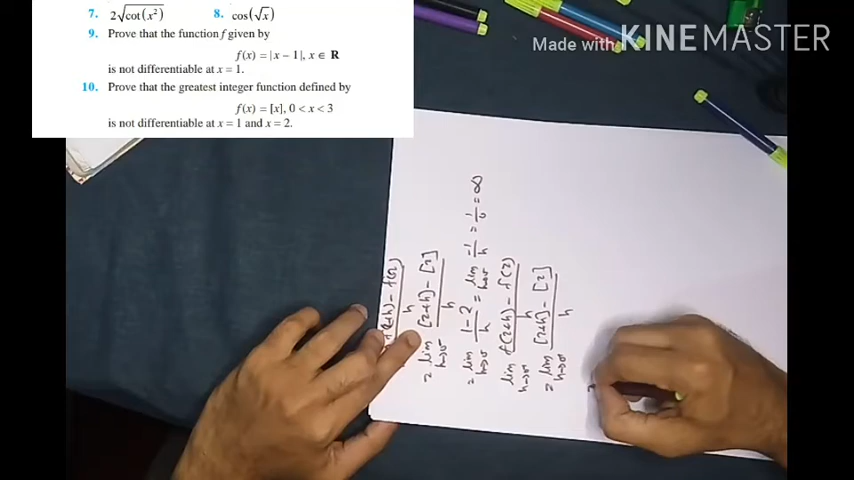 7. 2√cot(x²) 8. cos(√x)
9. Prove that the function f given by
f(x) = |x – 1|, x ∈ R
is not differentiable at x = 1.
10. Prove that the greatest integer function defined by
f(x) = [x], 0 < x < 3
is not differentiable at x = 1 and x = 2.
Made with KINEMASTER
f(2+h) - f(2)
h
= lim h→0⁻ [2+h] - [2] / h
= lim h→0⁻ 1-2 / h = lim h→0⁻ -1/h = -1/0 = ∞
lim h→0⁺ f(2+h) - f(2) / h
= lim h→0⁺ [2+h] - [2] / h